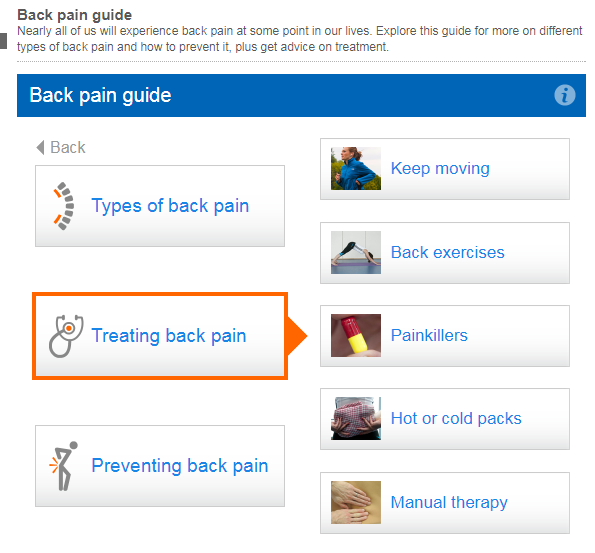 Back pain guide
Nearly all of us will experience back pain at some point in our lives. Explore this guide for more on different
types of back pain and how to prevent it, plus get advice on treatment.
Back pain guide
i
Back
Types of back pain
Treating back pain
Preventing back pain
Keep moving
Back exercises
Painkillers
Hot or cold packs
Manual therapy